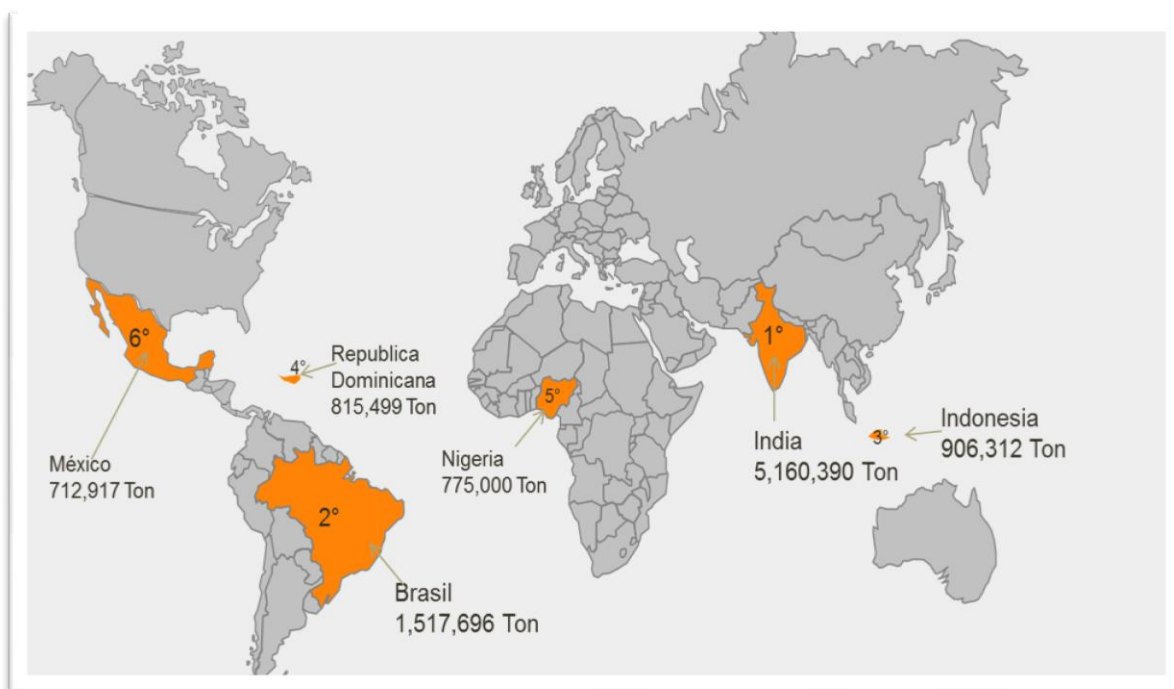 6°
México
712,917 Ton
4°
Republica
Dominicana
815,499 Ton
2°
Brasil
1,517,696 Ton
5°
Nigeria
775,000 Ton
1°
India
5,160,390 Ton
3°
Indonesia
906,312 Ton